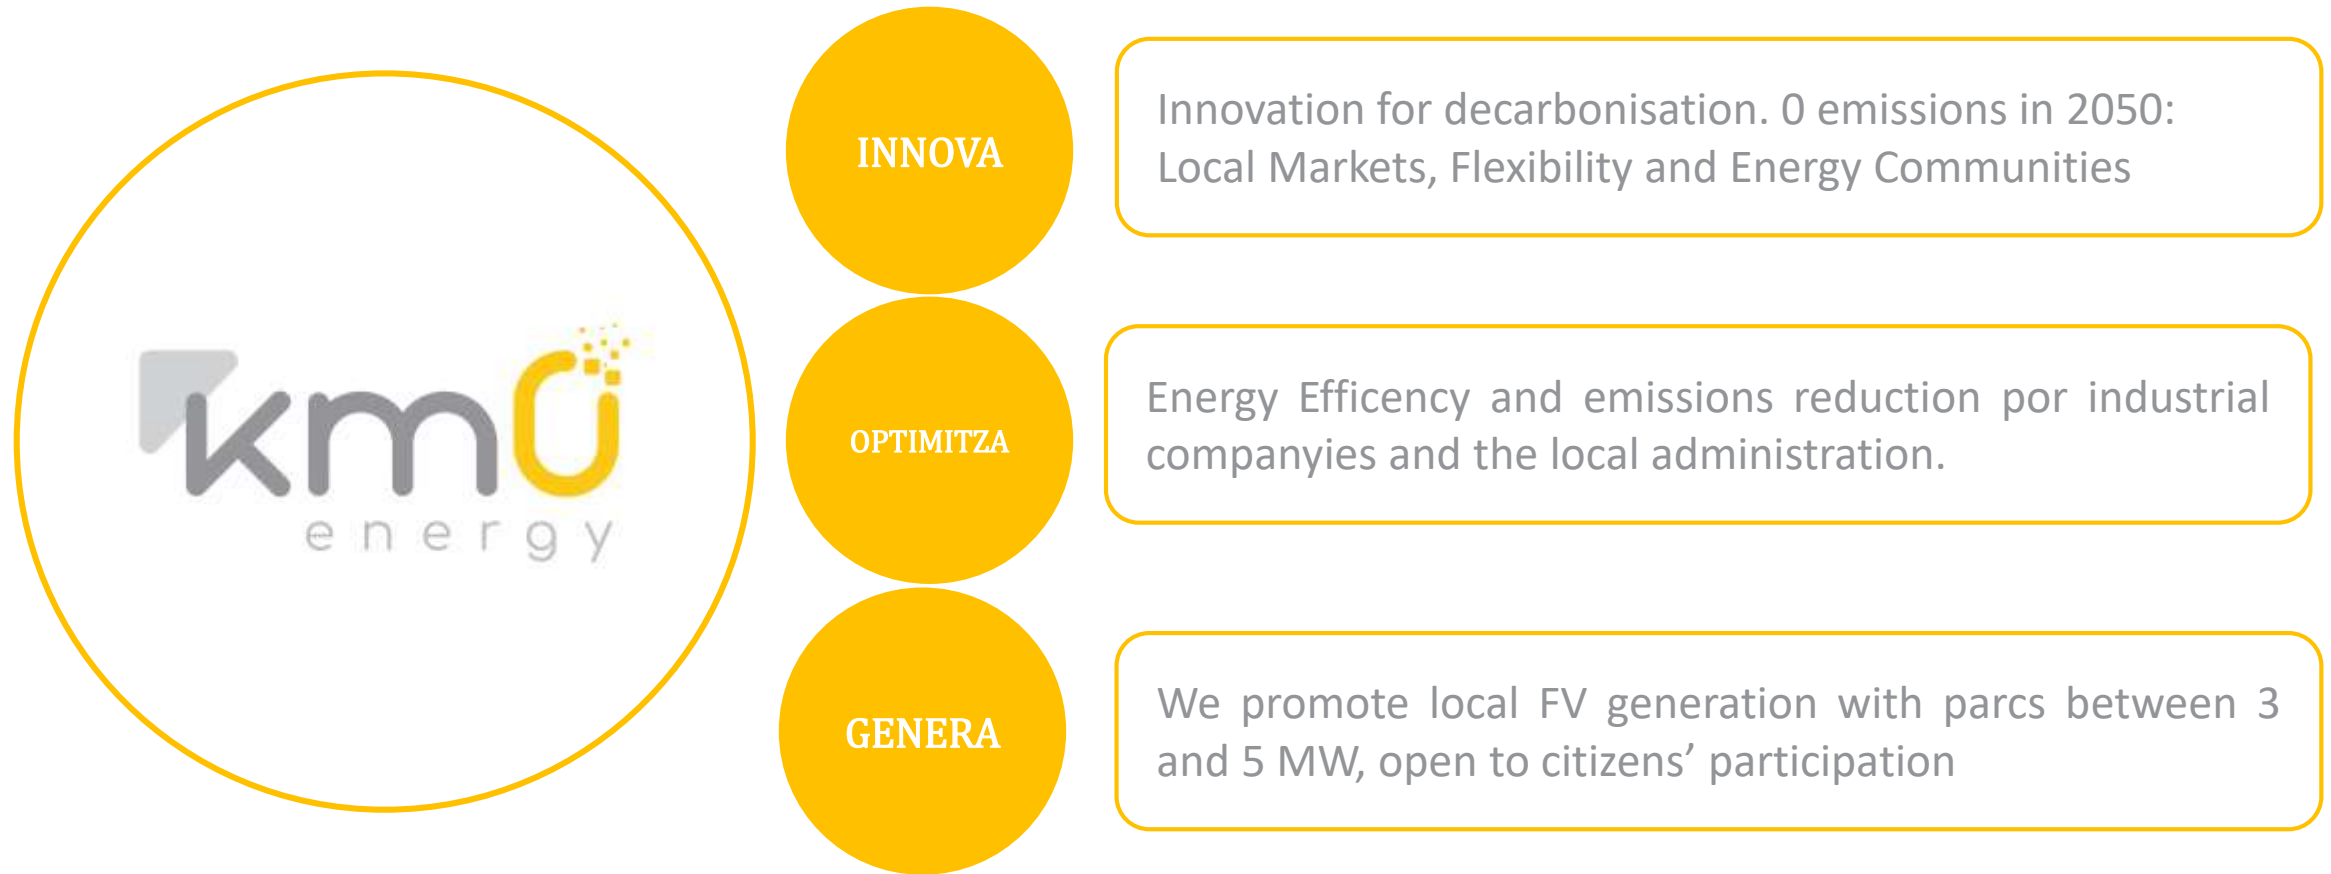 km0
energy
INNOVA
Innovation for decarbonisation. 0 emissions in 2050:
Local Markets, Flexibility and Energy Communities
OPTIMITZA
Energy Efficency and emissions reduction por industrial
companyies and the local administration.
GENERA
We promote local FV generation with parcs between 3
and 5 MW, open to citizens’ participation